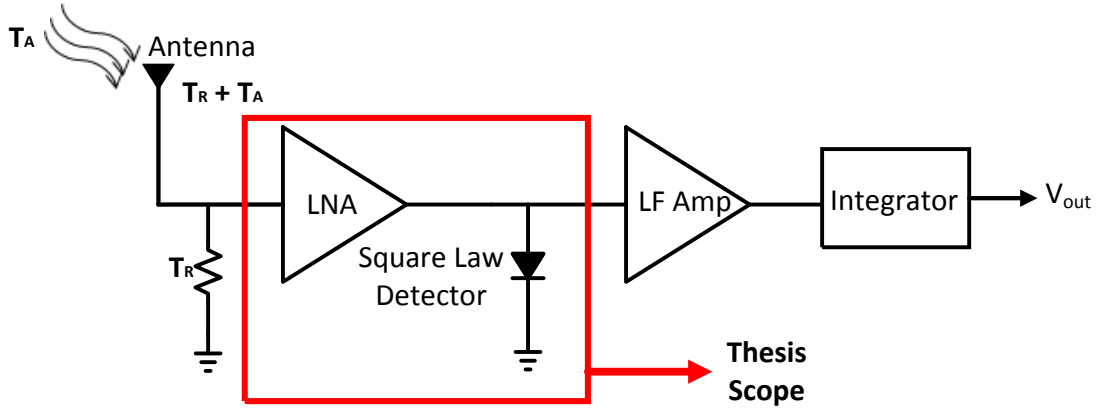 TA
Antenna
TR + TA
LNA
LF Amp
Integrator
Vout
TR
Square Law
Detector
Thesis
Scope